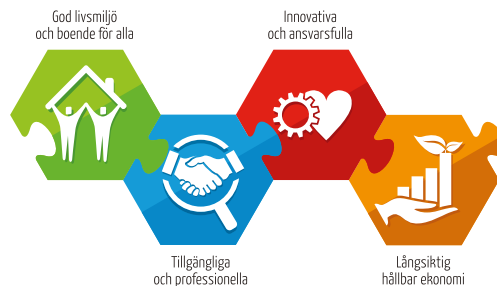 God livsmiljö
och boende för alla
Innovativa
och ansvarsfulla
Tillgängliga
och professionella
Långsiktig
hållbar ekonomi